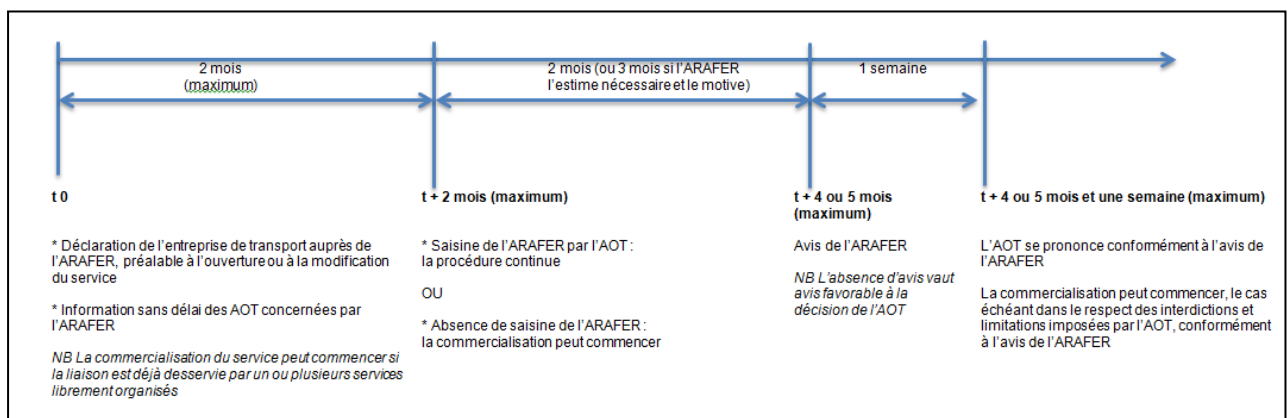 2 mois
(maximum)
2 mois (ou 3 mois si l'ARAFER
l'estime nécessaire et le motive)
1 semaine
t 0
* Déclaration de l'entreprise de transport auprès de
l'ARAFER, préalable à l'ouverture ou à la modification
du service
* Information sans délai des AOT concernées par
l'ARAFER
NB La commercialisation du service peut commencer si
la liaison est déjà desservie par un ou plusieurs services
librement organisés
t + 2 mois (maximum)
* Saisine de l'ARAFER par l'AOT :
la procédure continue
OU
* Absence de saisine de l'ARAFER :
la commercialisation peut commencer
t + 4 ou 5 mois
(maximum)
Avis de l'ARAFER
NB L'absence d'avis vaut
avis favorable à la
décision de l'AOT
t + 4 ou 5 mois et une semaine (maximum)
L'AOT se prononce conformément à l'avis de
l'ARAFER
La commercialisation peut commencer, le cas
échéant dans le respect des interdictions et
limitations imposées par l'AOT, conformément
à l'avis de l'ARAFER